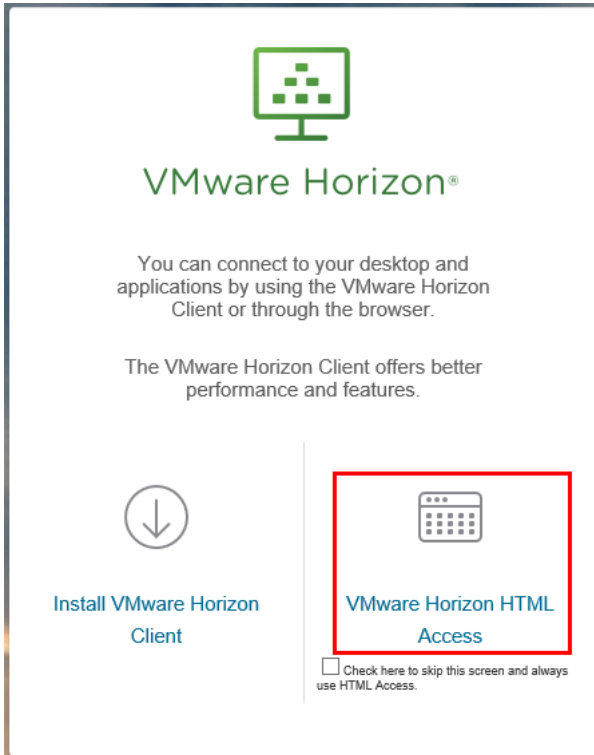 VMware Horizon®
You can connect to your desktop and
applications by using the VMware Horizon
Client or through the browser.
The VMware Horizon Client offers better
performance and features.
Install VMware Horizon
Client
VMware Horizon HTML
Access
Check here to skip this screen and always
use HTML Access.